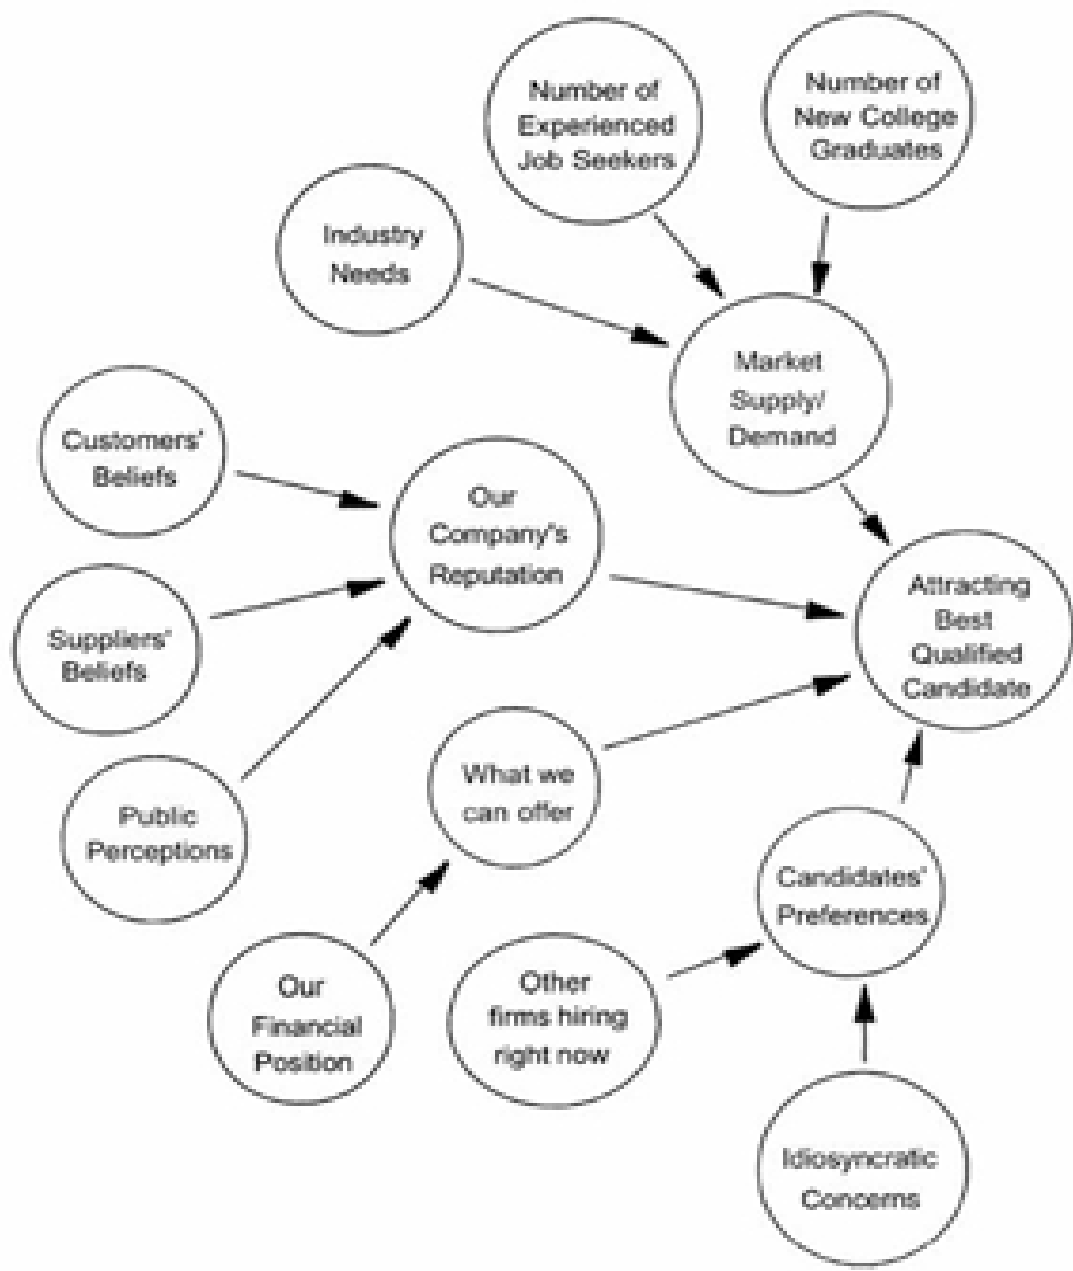 Number of
Experienced
Job Seekers
Number of
New College
Graduates
Industry
Needs
Market
Supply/
Demand
Customers'
Beliefs
Our
Company's
Reputation
Attracting
Best
Qualified
Candidate
Suppliers'
Beliefs
What we
can offer
Public
Perceptions
Candidates'
Preferences
Our
Financial
Position
Other
firms hiring
right now
Idiosyncratic
Concerns